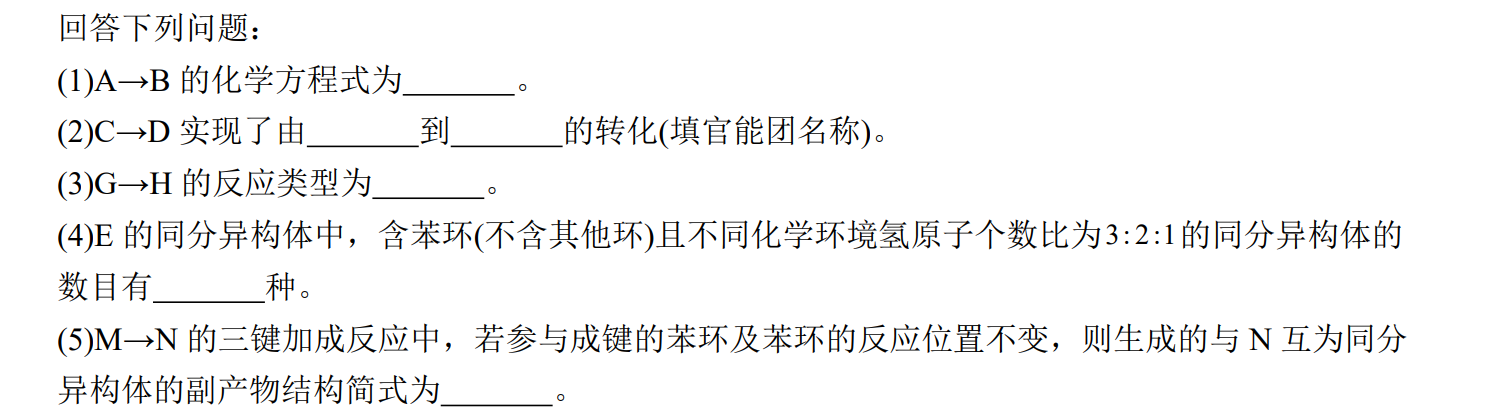 回答下列问题：
(1)A→B 的化学方程式为_______。
(2)C→D 实现了由_______到_______的转化(填官能团名称)。
(3)G→H 的反应类型为_______。
(4)E 的同分异构体中，含苯环(不含其他环)且不同化学环境氢原子个数比为3:2:1的同分异构体的
数目有_______种。
(5)M→N 的三键加成反应中，若参与成键的苯环及苯环的反应位置不变，则生成的与 N 互为同分
异构体的副产物结构简式为_______。